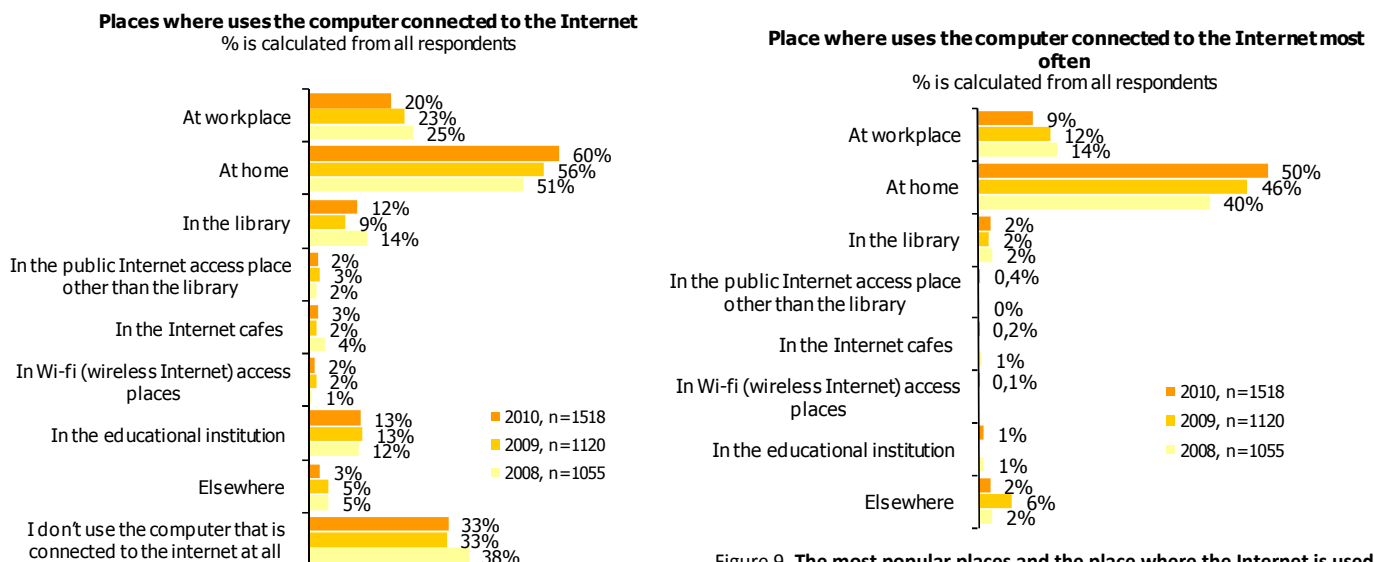 Places where uses the computer connected to the Internet
% is calculated from all respondents
At workplace
20%
23%
25%
At home
60%
56%
51%
In the library
12%
9%
14%
In the public Internet access place
other than the library
2%
3%
2%
In the Internet cafes
3%
2%
4%
In Wi-fi (wireless Internet) access
places
2%
2%
1%
In the educational institution
13%
13%
12%
Elsewhere
3%
5%
5%
I don't use the computer that is
connected to the internet at all
33%
33%
38%
2010, n=1518
2009, n=1120
2008, n=1055
Place where uses the computer connected to the Internet most
often
% is calculated from all respondents
At workplace
9%
12%
14%
At home
50%
46%
40%
In the library
2%
2%
2%
In the public Internet access place
other than the library
0,4%
0%
In the Internet cafes
0,2%
1%
In Wi-fi (wireless Internet) access
places
0,1%
In the educational institution
1%
1%
Elsewhere
2%
6%
2%
2010, n=1518
2009, n=1120
2008, n=1055
Figure 9. The most popular places and the place where the Internet is used